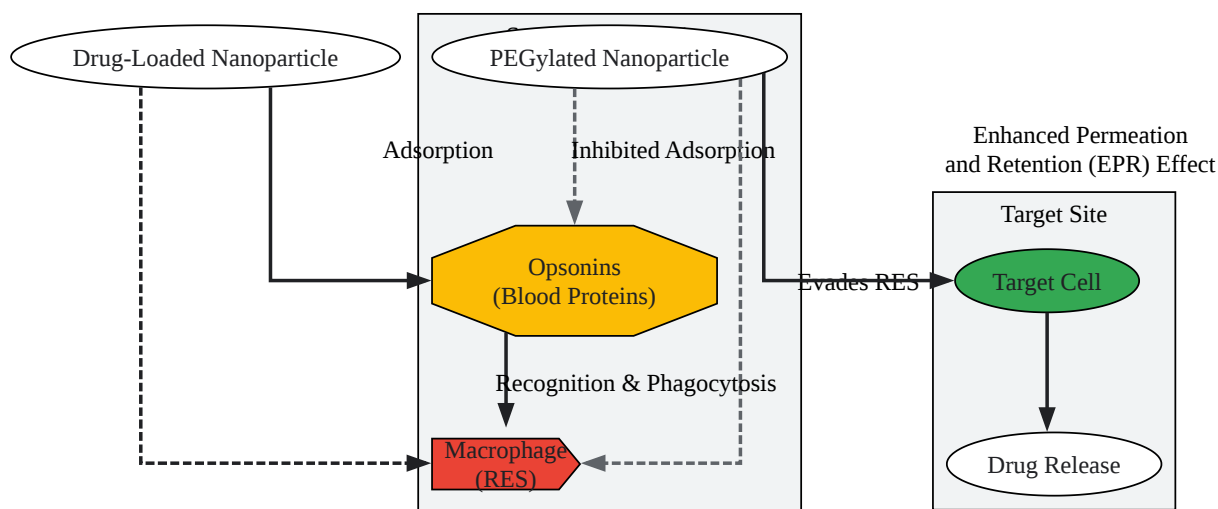 Drug-Loaded Nanoparticle
PEGylated Nanoparticle
Adsorption
Inhibited Adsorption
Enhanced Permeation
and Retention (EPR) Effect
Target Site
Opsonins
(Blood Proteins)
Evades RES
Target Cell
Recognition & Phagocytosis
Macrophage
(RES)
Drug Release